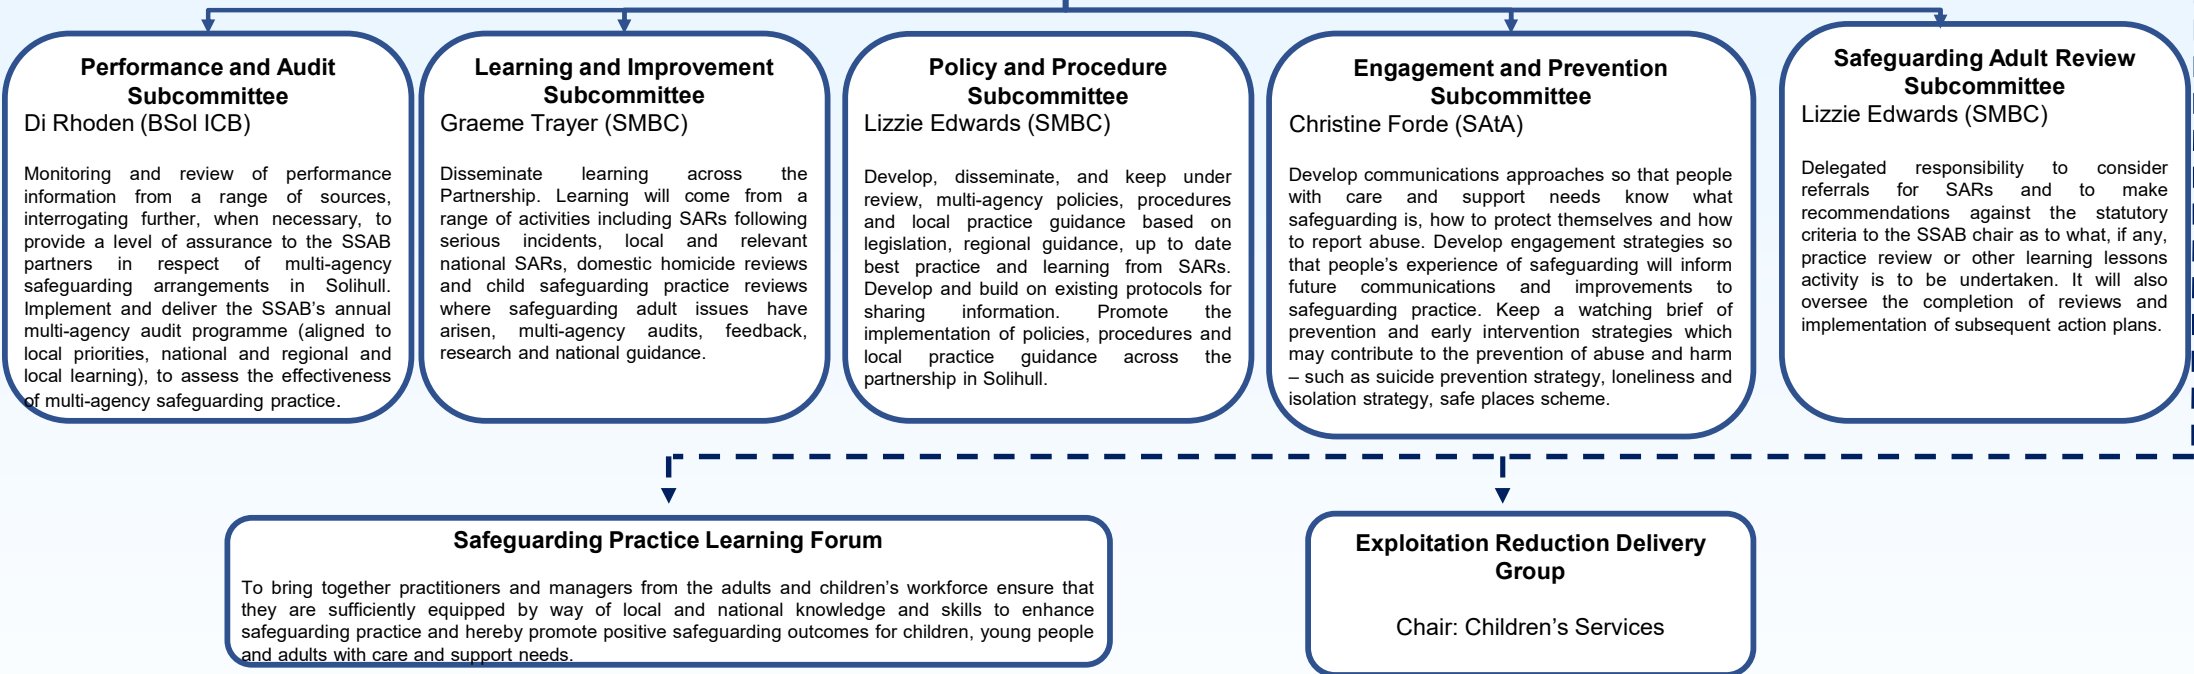 Performance and Audit
Subcommittee
Di Rhoden (BSol ICB)
Monitoring and review of performance
information from a range of sources,
interrogating further, when necessary, to
provide a level of assurance to the SSAB
partners in respect of multi-agency
safeguarding arrangements in Solihull.
Implement and deliver the SSAB’s annual
multi-agency audit programme (aligned to
local priorities, national and regional and
local learning), to assess the effectiveness
of multi-agency safeguarding practice.
Learning and Improvement
Subcommittee
Graeme Trayer (SMBC)
Disseminate learning across the
Partnership. Learning will come from a
range of activities including SARs following
serious incidents, local and relevant
national SARs, domestic homicide reviews
and child safeguarding practice reviews
where safeguarding adult issues have
arisen, multi-agency audits, feedback,
research and national guidance.
Policy and Procedure
Subcommittee
Lizzie Edwards (SMBC)
Develop, disseminate, and keep under
review, multi-agency policies, procedures
and local practice guidance based on
legislation, regional guidance, up to date
best practice and learning from SARs.
Develop and build on existing protocols for
sharing information. Promote the
implementation of policies, procedures and
local practice guidance across the
partnership in Solihull.
Engagement and Prevention
Subcommittee
Christine Forde (SAtA)
Develop communications approaches so that people
with care and support needs know what
safeguarding is, how to protect themselves and how
to report abuse. Develop engagement strategies so
that people’s experience of safeguarding will inform
future communications and improvements to
safeguarding practice. Keep a watching brief of
prevention and early intervention strategies which
may contribute to the prevention of abuse and harm
– such as suicide prevention strategy, loneliness and
isolation strategy, safe places scheme.
Safeguarding Adult Review
Subcommittee
Lizzie Edwards (SMBC)
Delegated responsibility to consider
referrals for SARs and to make
recommendations against the statutory
criteria to the SSAB chair as to what, if any,
practice review or other learning lessons
activity is to be undertaken. It will also
oversee the completion of reviews and
implementation of subsequent action plans.
Safeguarding Practice Learning Forum
To bring together practitioners and managers from the adults and children’s workforce ensure that
they are sufficiently equipped by way of local and national knowledge and skills to enhance
safeguarding practice and hereby promote positive safeguarding outcomes for children, young people
and adults with care and support needs.
Exploitation Reduction Delivery
Group
Chair: Children’s Services